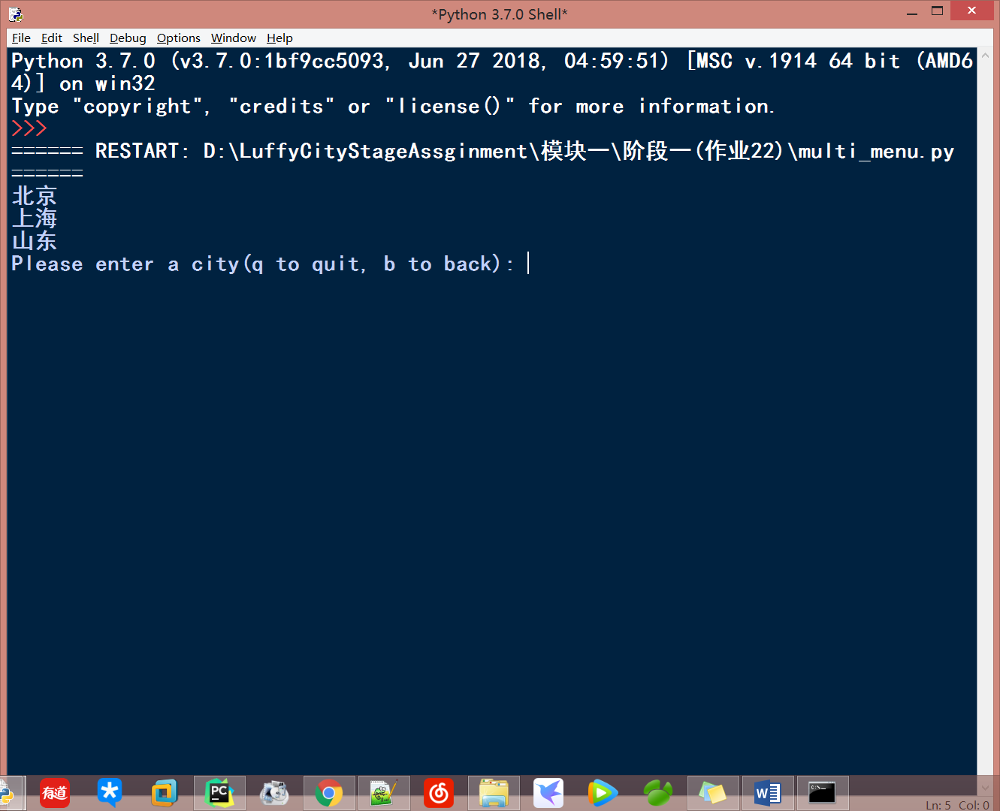 *Python 3.7.0 Shell*
File Edit Shell Debug Options Window Help
Python 3.7.0 (v3.7.0:1bf9cc5093, Jun 27 2018, 04:59:51) [MSC v.1914 64 bit (AMD6
4)] on win32
Type "copyright", "credits" or "license()" for more information.
>>>
====== RESTART: D:\LuffyCityStageAssginment\模块一\阶段一(作业22)\multi_menu.py
======
北京
上海
山东
Please enter a city(q to quit, b to back):
有道
PC
W
Ln: 5 Col: 0